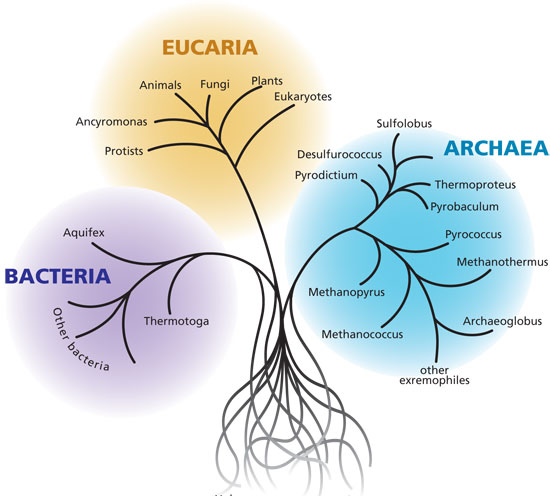 EUCARIA
Animals
Fungi
Plants
Eukaryotes
Ancyromonas
Protists
ARCHAEA
Sulfolobus
Desulfurococcus
Pyrodictium
Thermoproteus
Pyrobaculum
Pyrococcus
Methanothermus
Methanopyrus
Methanococcus
Archaeoglobus
other
exremophiles
BACTERIA
Aquifex
Thermotoga
Other bacteria